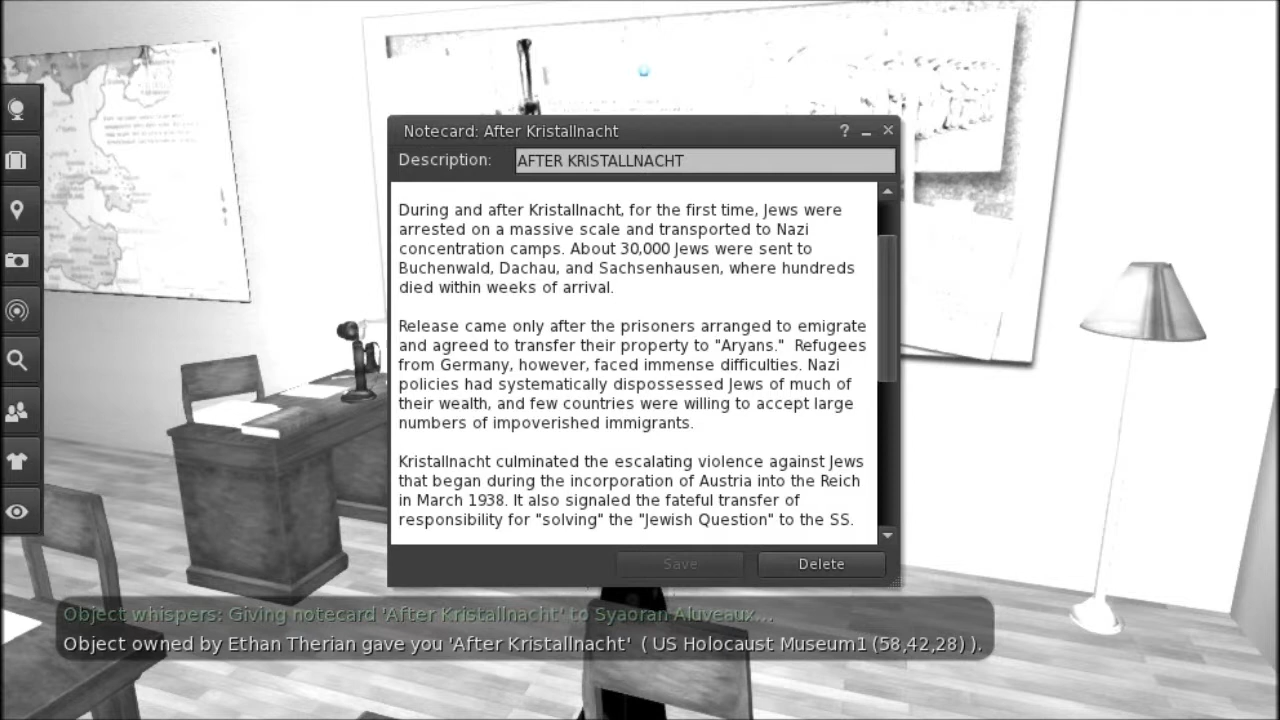 Notecard: After Kristallnacht
Description: AFTER KRISTALLNACHT
During and after Kristallnacht, for the first time, Jews were
arrested on a massive scale and transported to Nazi
concentration camps. About 30,000 Jews were sent to
Buchenwald, Dachau, and Sachsenhausen, where hundreds
died within weeks of arrival.
Release came only after the prisoners arranged to emigrate
and agreed to transfer their property to "Aryans."  Refugees
from Germany, however, faced immense difficulties. Nazi
policies had systematically dispossessed Jews of much of
their wealth, and few countries were willing to accept large
numbers of impoverished immigrants.
Kristallnacht culminated the escalating violence against Jews
that began during the incorporation of Austria into the Reich
in March 1938. It also signaled the fateful transfer of
responsibility for "solving" the "Jewish Question" to the SS.
Save Delete
Object whispers: Giving notecard 'After Kristallnacht' to Syaoran Aluveaux...
Object owned by Ethan Therian gave you 'After Kristallnacht'  ( US Holocaust Museum1 (58,42,28) ).